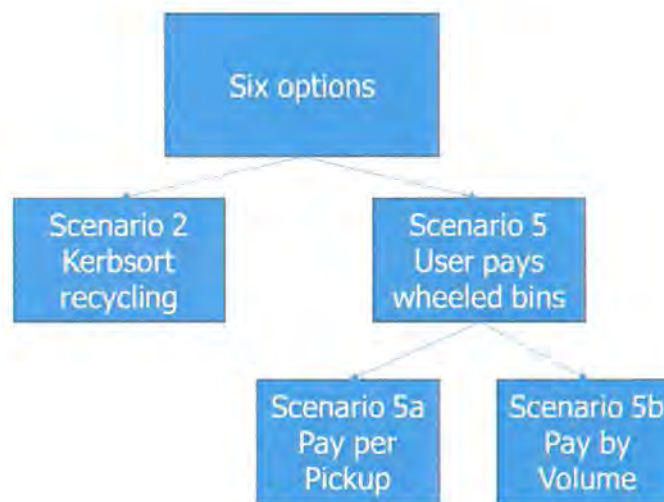 Six options
Scenario 2
Kerbsort
recycling
Scenario 5
User pays
wheeled bins
Scenario 5a
Pay per
Pickup
Scenario 5b
Pay by
Volume